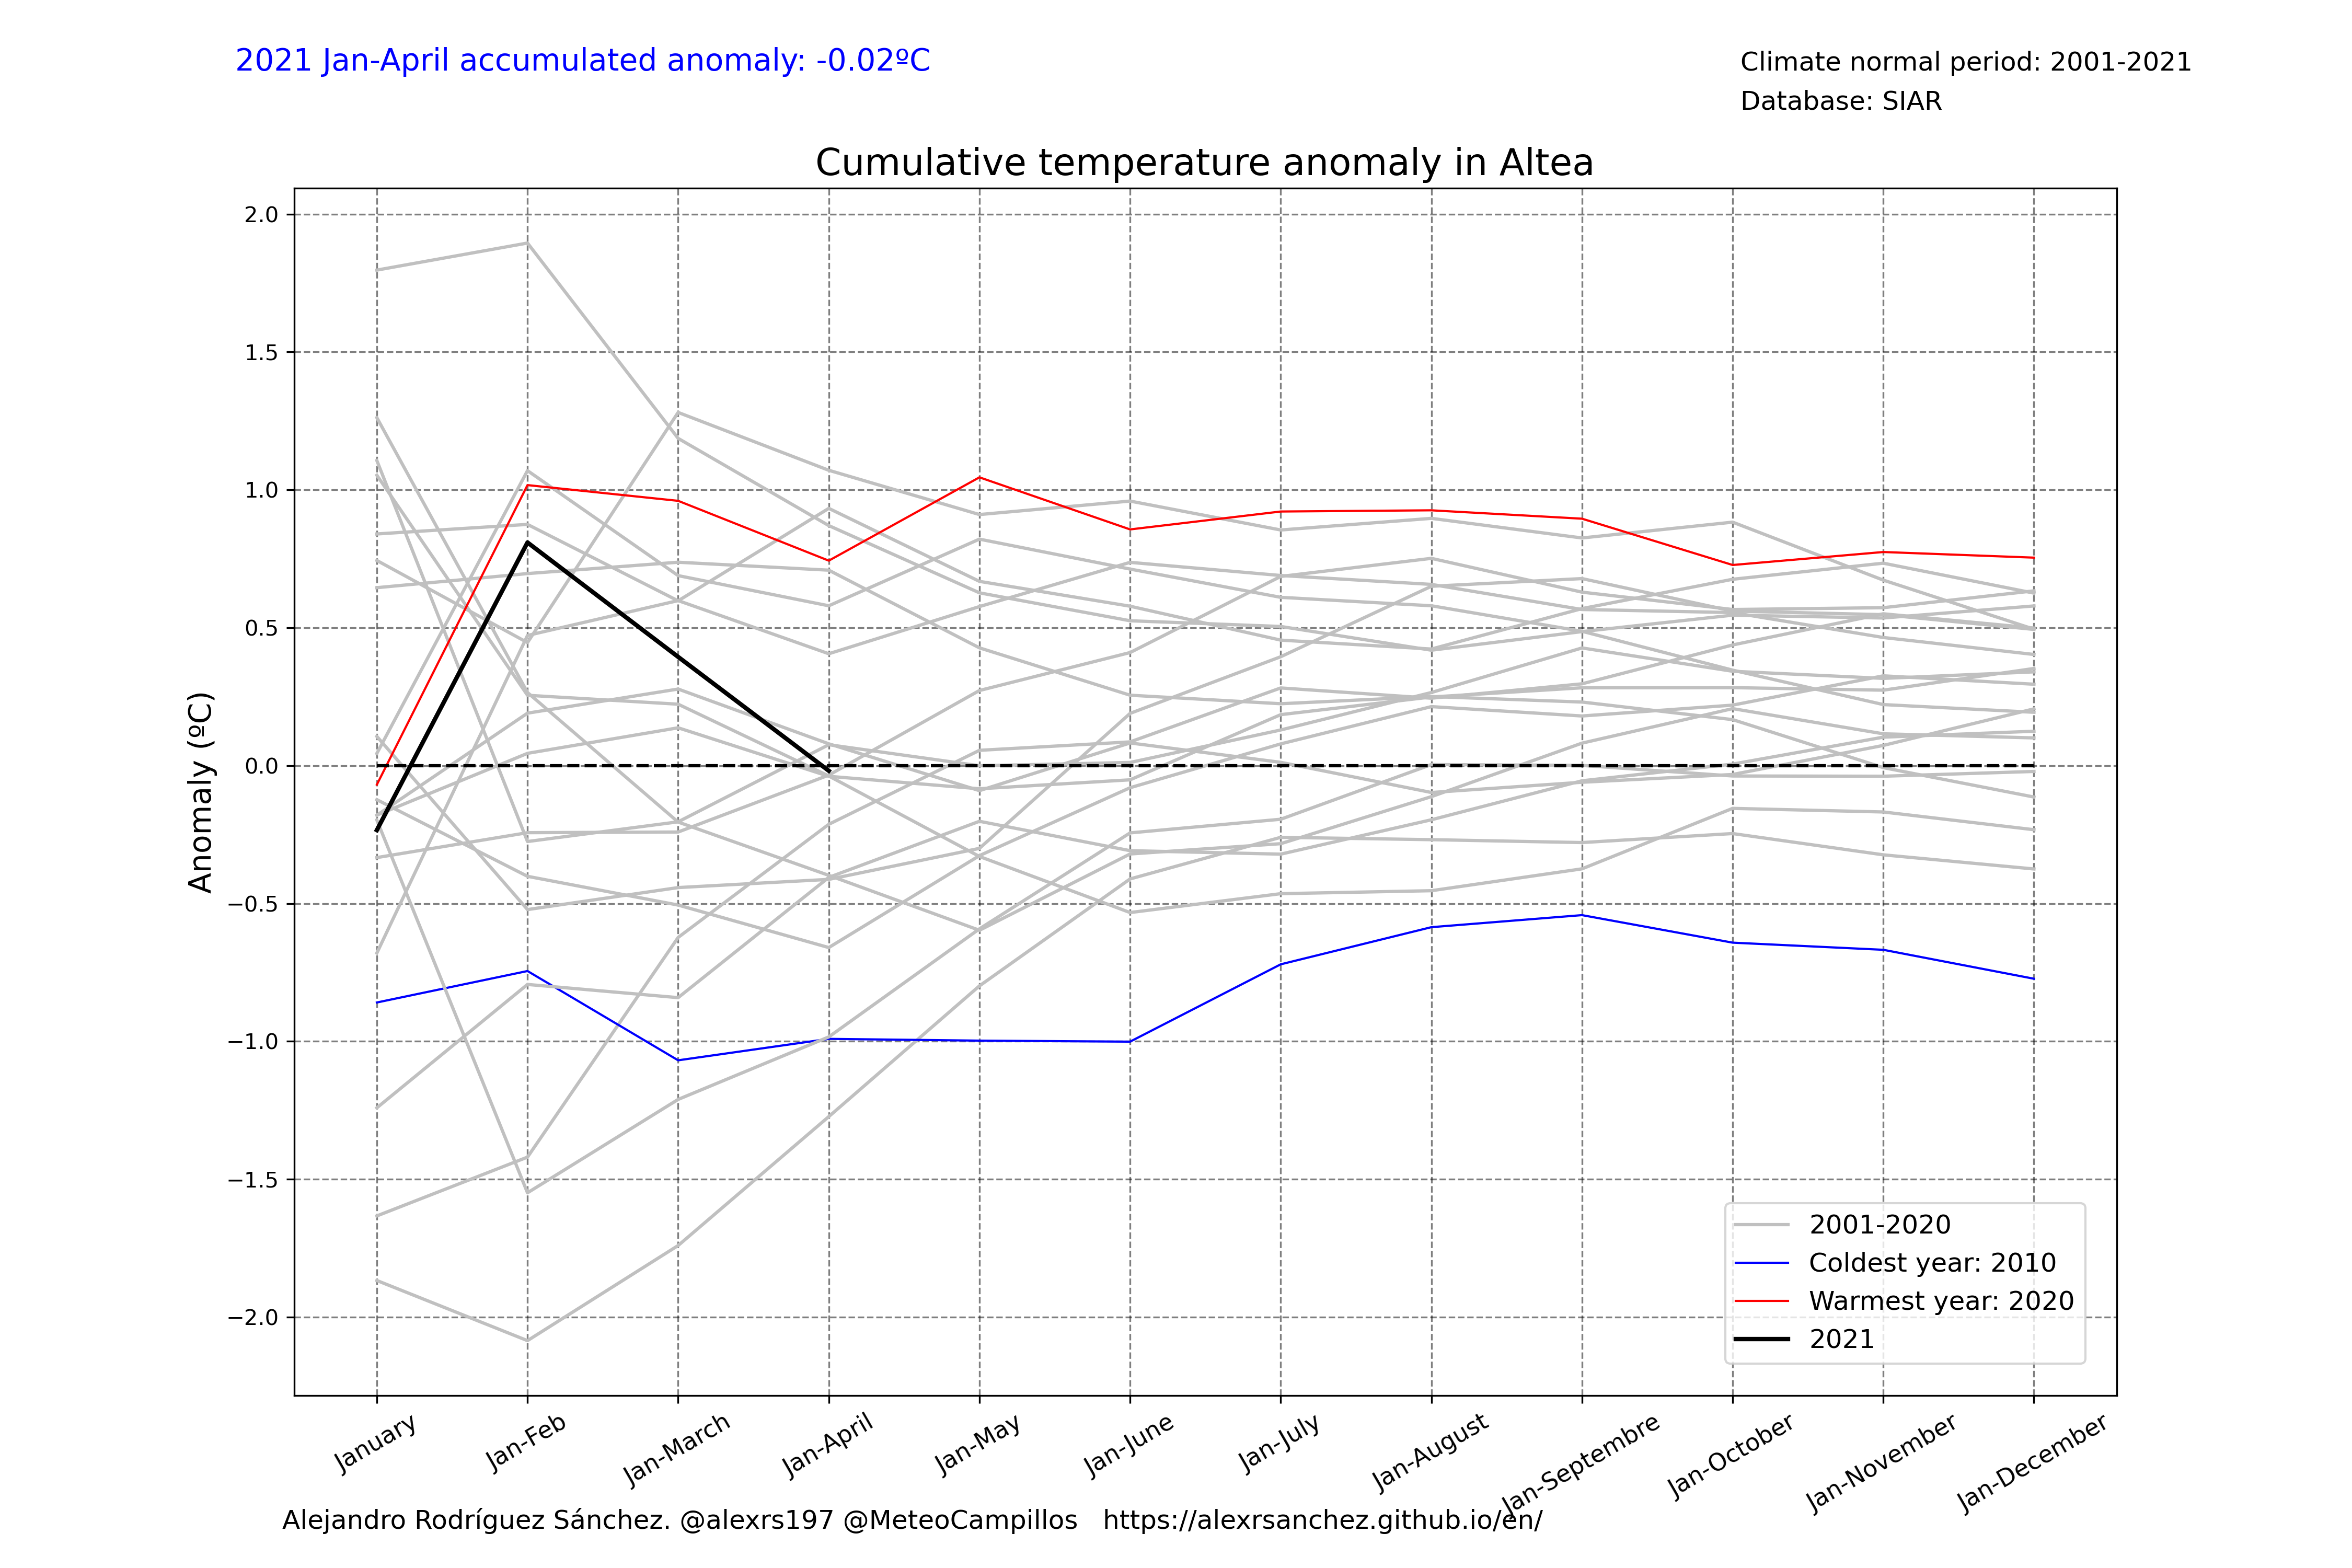 2021 Jan-April accumulated anomaly: -0.02ºC
Climate normal period: 2001-2021
Database: SIAR
Cumulative temperature anomaly in Altea
2.0
1.5
1.0
0.5
0.0
−0.5
−1.0
−1.5
−2.0
Anomaly (ºC)
2001-2020
Coldest year: 2010
Warmest year: 2020
2021
January
Jan-Feb
Jan-March
Jan-April
Jan-May
Jan-June
Jan-July
Jan-August
Jan-Septembre
Jan-October
Jan-November
Jan-December
Alejandro Rodríguez Sánchez. @alexrs197 @MeteoCampillos   https://alexrsanchez.github.io/en/